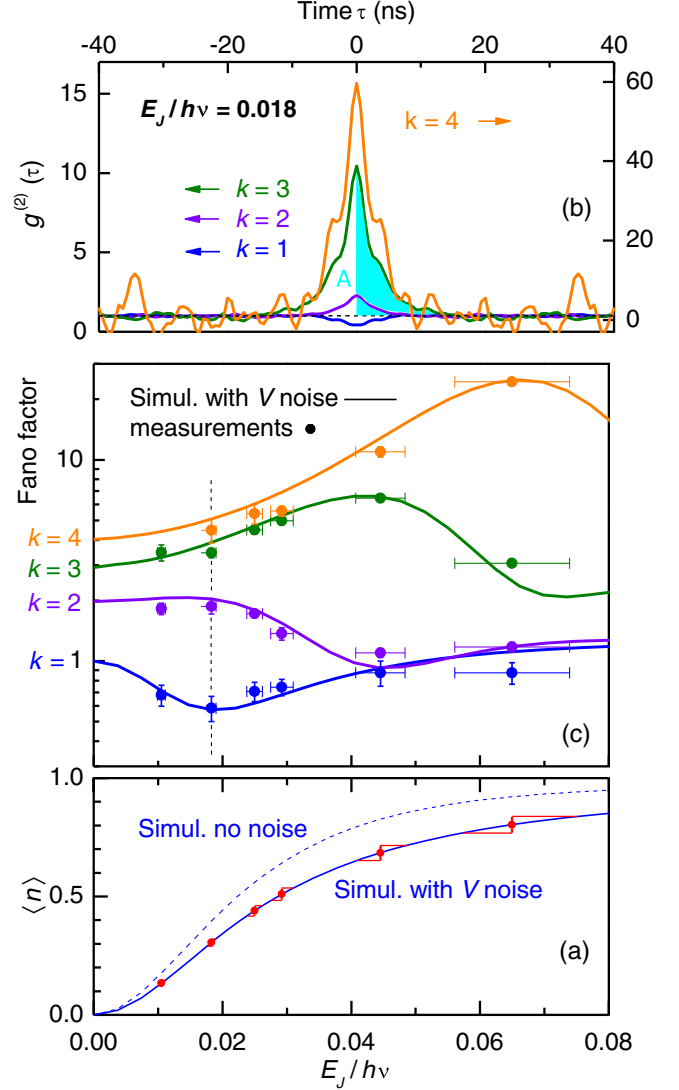 Time τ (ns)
-40 -20 0 20 40
15
10
5
0
g⁽²⁾ (τ)
60
40
20
0
E_J / hν = 0.018
k = 4
k = 3
k = 2
k = 1
A
(b)
Fano factor
10
1
Simul. with V noise
measurements
k = 4
k = 3
k = 2
k = 1
(c)
⟨n⟩
1.0
0.5
0.0
Simul. no noise
Simul. with V noise
(a)
0.00 0.02 0.04 0.06 0.08
E_J / hν